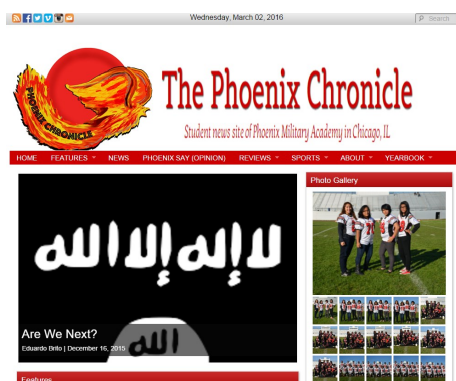 Wednesday, March 02, 2016
Search
The Phoenix Chronicle
PHOENIX CHRONICLE
Student news site of Phoenix Military Academy in Chicago, IL
HOME FEATURES NEWS PHOENIX SAY (OPINION) REVIEWS SPORTS ABOUT YEARBOOK
لا إله إلا الله
الله
Are We Next?
Eduardo Brito | December 16, 2015
Photo Gallery
Features